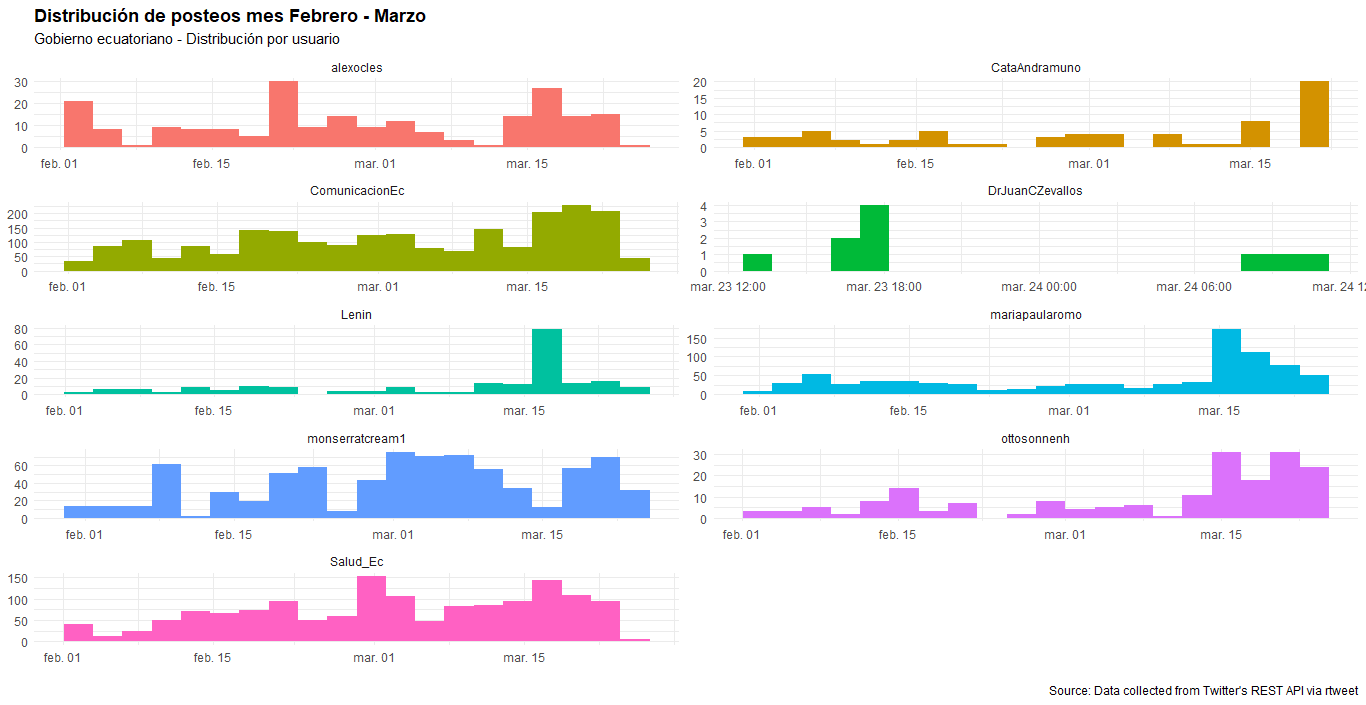 Distribución de posteos mes Febrero - Marzo
Gobierno ecuatoriano - Distribución por usuario
alexocles
30
20
10
0
feb. 01 feb. 15 mar. 01 mar. 15
CataAndramuno
20
15
10
5
0
feb. 01 feb. 15 mar. 01 mar. 15
ComunicacionEc
200
150
100
50
0
feb. 01 feb. 15 mar. 01 mar. 15
DrJuanCZevallos
4
3
2
1
0
mar. 23 12:00 mar. 23 18:00 mar. 24 00:00 mar. 24 06:00 mar. 24 12
Lenin
80
60
40
20
0
feb. 01 feb. 15 mar. 01 mar. 15
mariapaularomo
150
100
50
0
feb. 01 feb. 15 mar. 01 mar. 15
monserratcream1
60
40
20
0
feb. 01 feb. 15 mar. 01 mar. 15
ottosonnenh
30
20
10
0
feb. 01 feb. 15 mar. 01 mar. 15
Salud_Ec
150
100
50
0
feb. 01 feb. 15 mar. 01 mar. 15
Source: Data collected from Twitter's REST API via rtweet